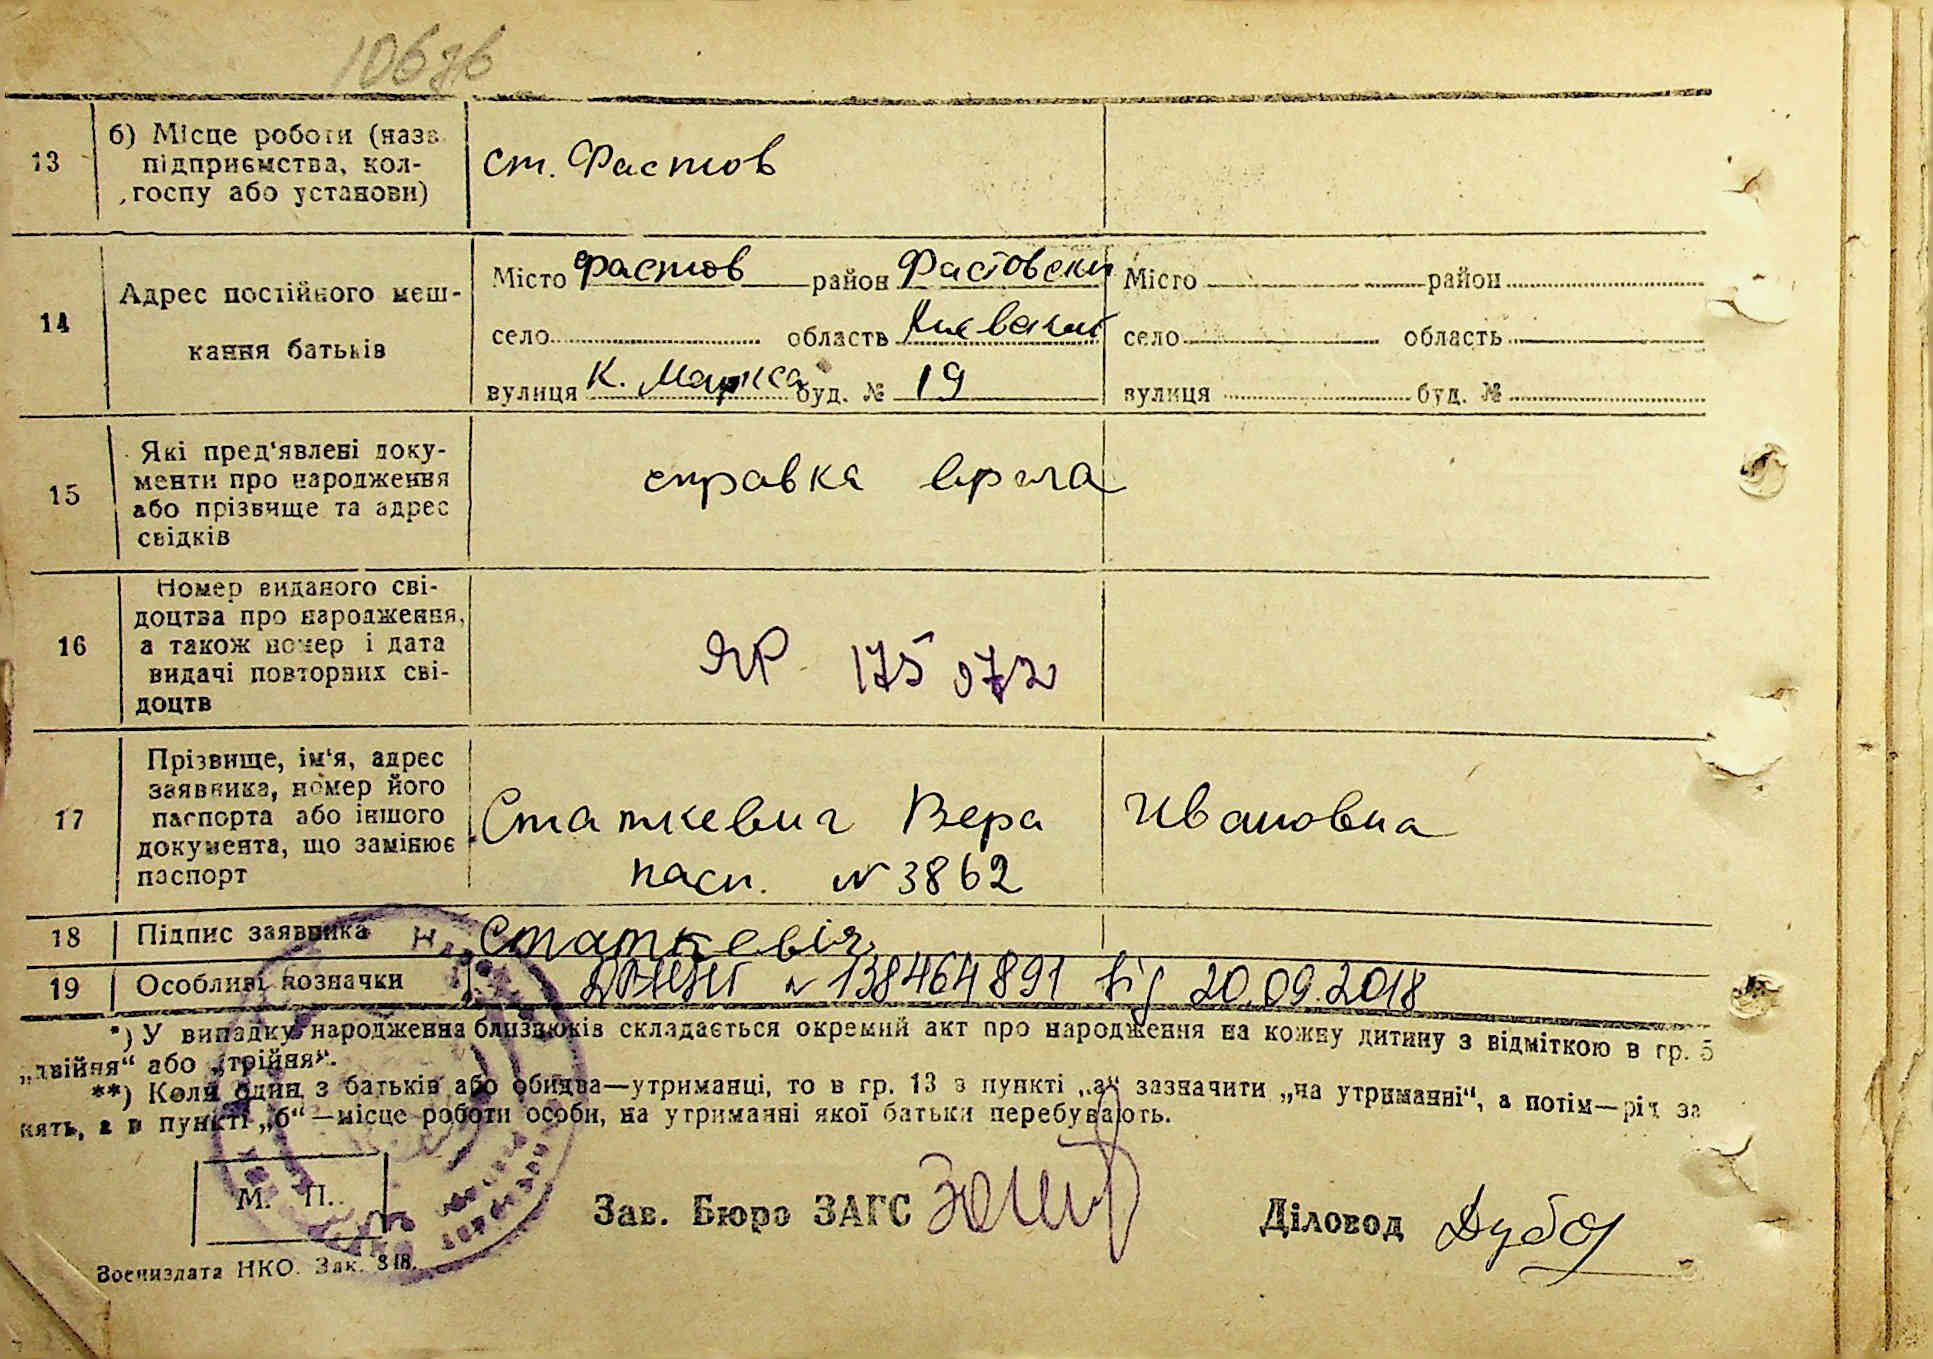 13
б) Місце роботи (назв.
підприємства, кол-
госпу або установи)
ст. Фастов
14
Адрес постійного меш-
кання батьків
Місто Фастов район Фастовски
село область Киевский
вулиця К. Маркса буд. № 19
Місто район
село область
вулиця буд. №
15
Які пред'явлені доку-
менти про народження
або прізвище та адрес
свідків
справка врача
16
Номер виданого сві-
доцтва про народження,
а також номер і дата
видачі повторних сві-
доцтв
ЯР 175972
17
Прізвище, ім'я, адрес
заявника, номер його
паспорта або іншого
документа, що замінює
паспорт
Статкевич Вера Ивановна
пасп. № 3862
18 Підпис заявника Статкевіч
19 Особливі позначки № 138464891 від 20.09.2018
*) У випадку народження близнюків складається окремий акт про народження на кожну дитину з відміткою в гр. 5
„двійня“ або „трійня“.
**) Коли один з батьків або обидва—утриманці, то в гр. 13 в пункті „а“ зазначити „на утриманні“, а потім—рід за
нять, а в пункті „б“—місце роботи особи, на утриманні якої батьки перебувають.
М. П.
Зав. Бюро ЗАГС
Діловод
Воениздата НКО. Зак. 818.